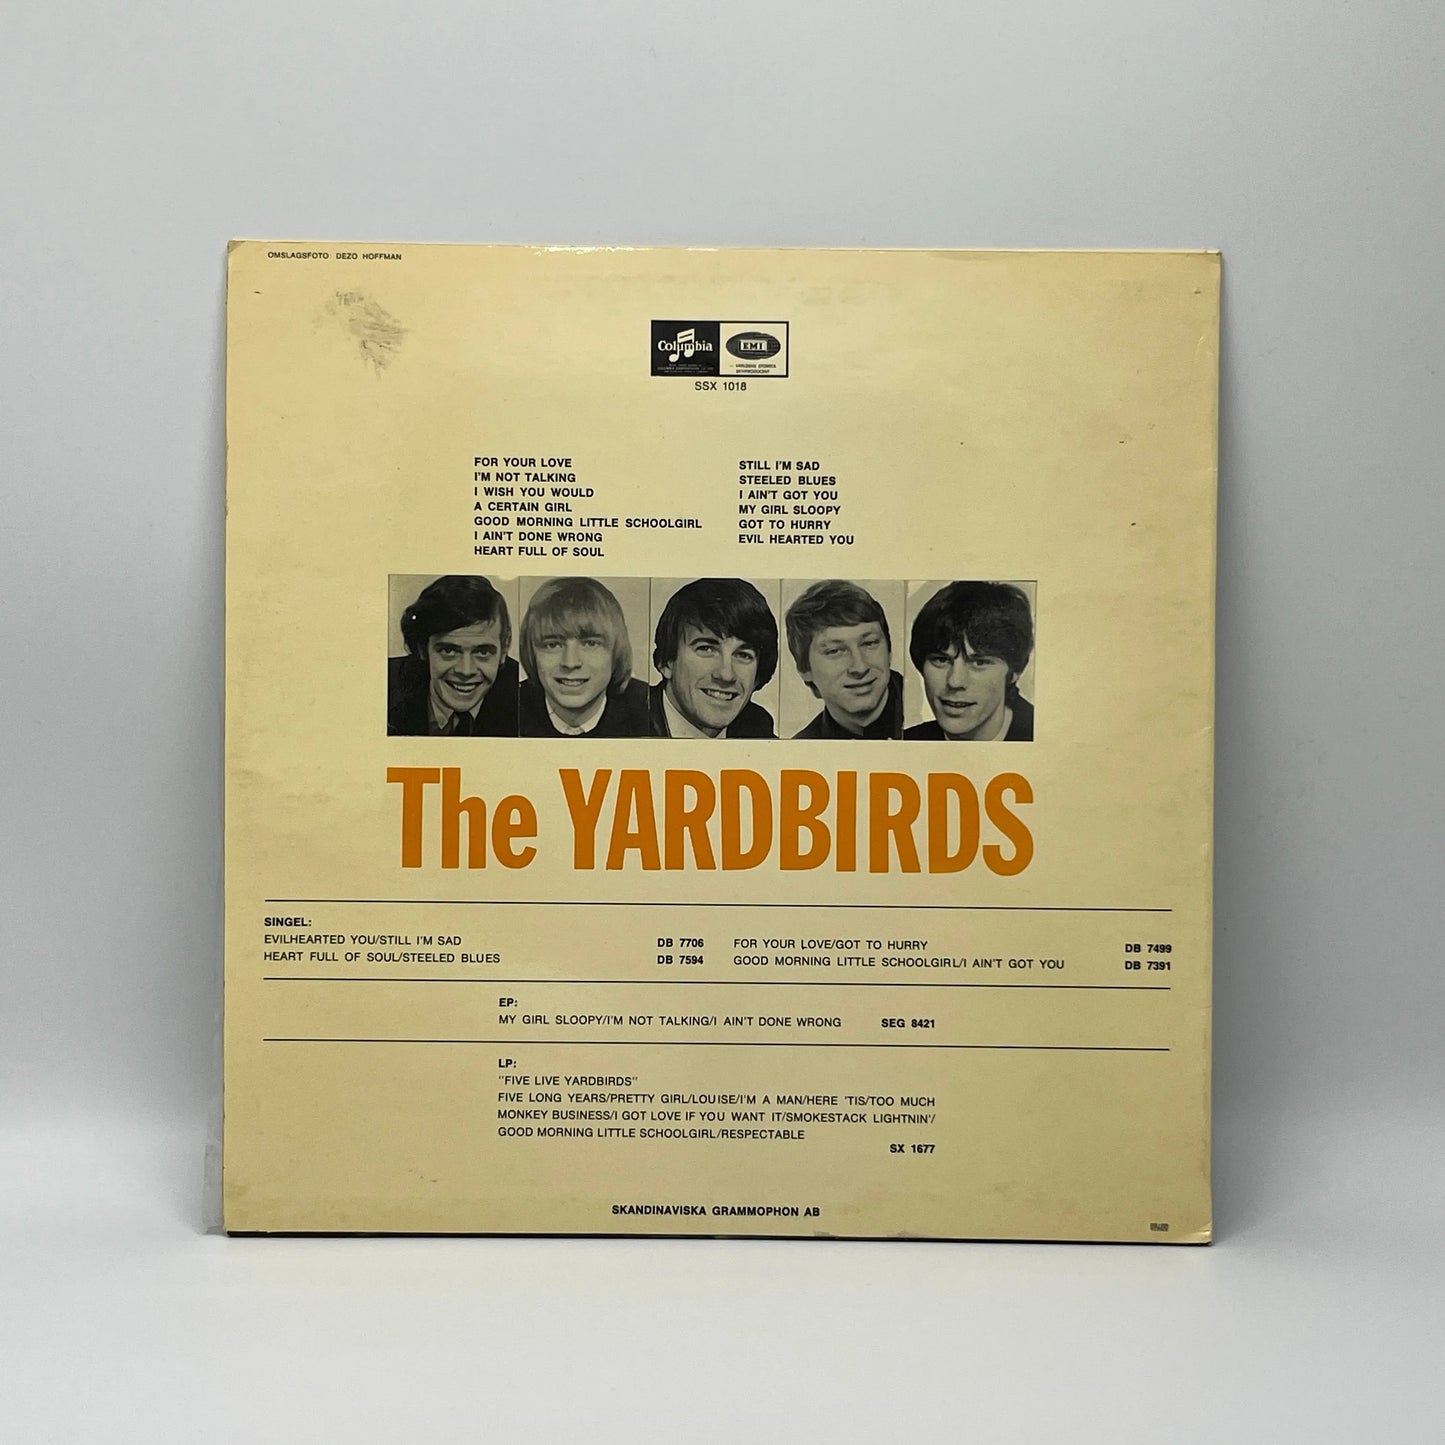 OMSLAGSFOTO: DEZO HOFFMAN
Columbia
EMI
SSX 1018
FOR YOUR LOVE
I'M NOT TALKING
I WISH YOU WOULD
A CERTAIN GIRL
GOOD MORNING LITTLE SCHOOLGIRL
I AIN'T DONE WRONG
HEART FULL OF SOUL
STILL I'M SAD
STEELED BLUES
I AIN'T GOT YOU
MY GIRL SLOOPY
GOT TO HURRY
EVIL HEARTED YOU
The YARDBIRDS
SINGEL:
EVILHEARTED YOU/STILL I'M SAD DB 7706
HEART FULL OF SOUL/STEELED BLUES DB 7594
FOR YOUR LOVE/GOT TO HURRY DB 7499
GOOD MORNING LITTLE SCHOOLGIRL/I AIN'T GOT YOU DB 7391
EP:
MY GIRL SLOOPY/I'M NOT TALKING/I AIN'T DONE WRONG SEG 8421
LP:
"FIVE LIVE YARDBIRDS"
FIVE LONG YEARS/PRETTY GIRL/LOUISE/I'M A MAN/HERE 'TIS/TOO MUCH
MONKEY BUSINESS/I GOT LOVE IF YOU WANT IT/SMOKESTACK LIGHTNIN'/
GOOD MORNING LITTLE SCHOOLGIRL/RESPECTABLE
SX 1677
SKANDINAVISKA GRAMMOPHON AB